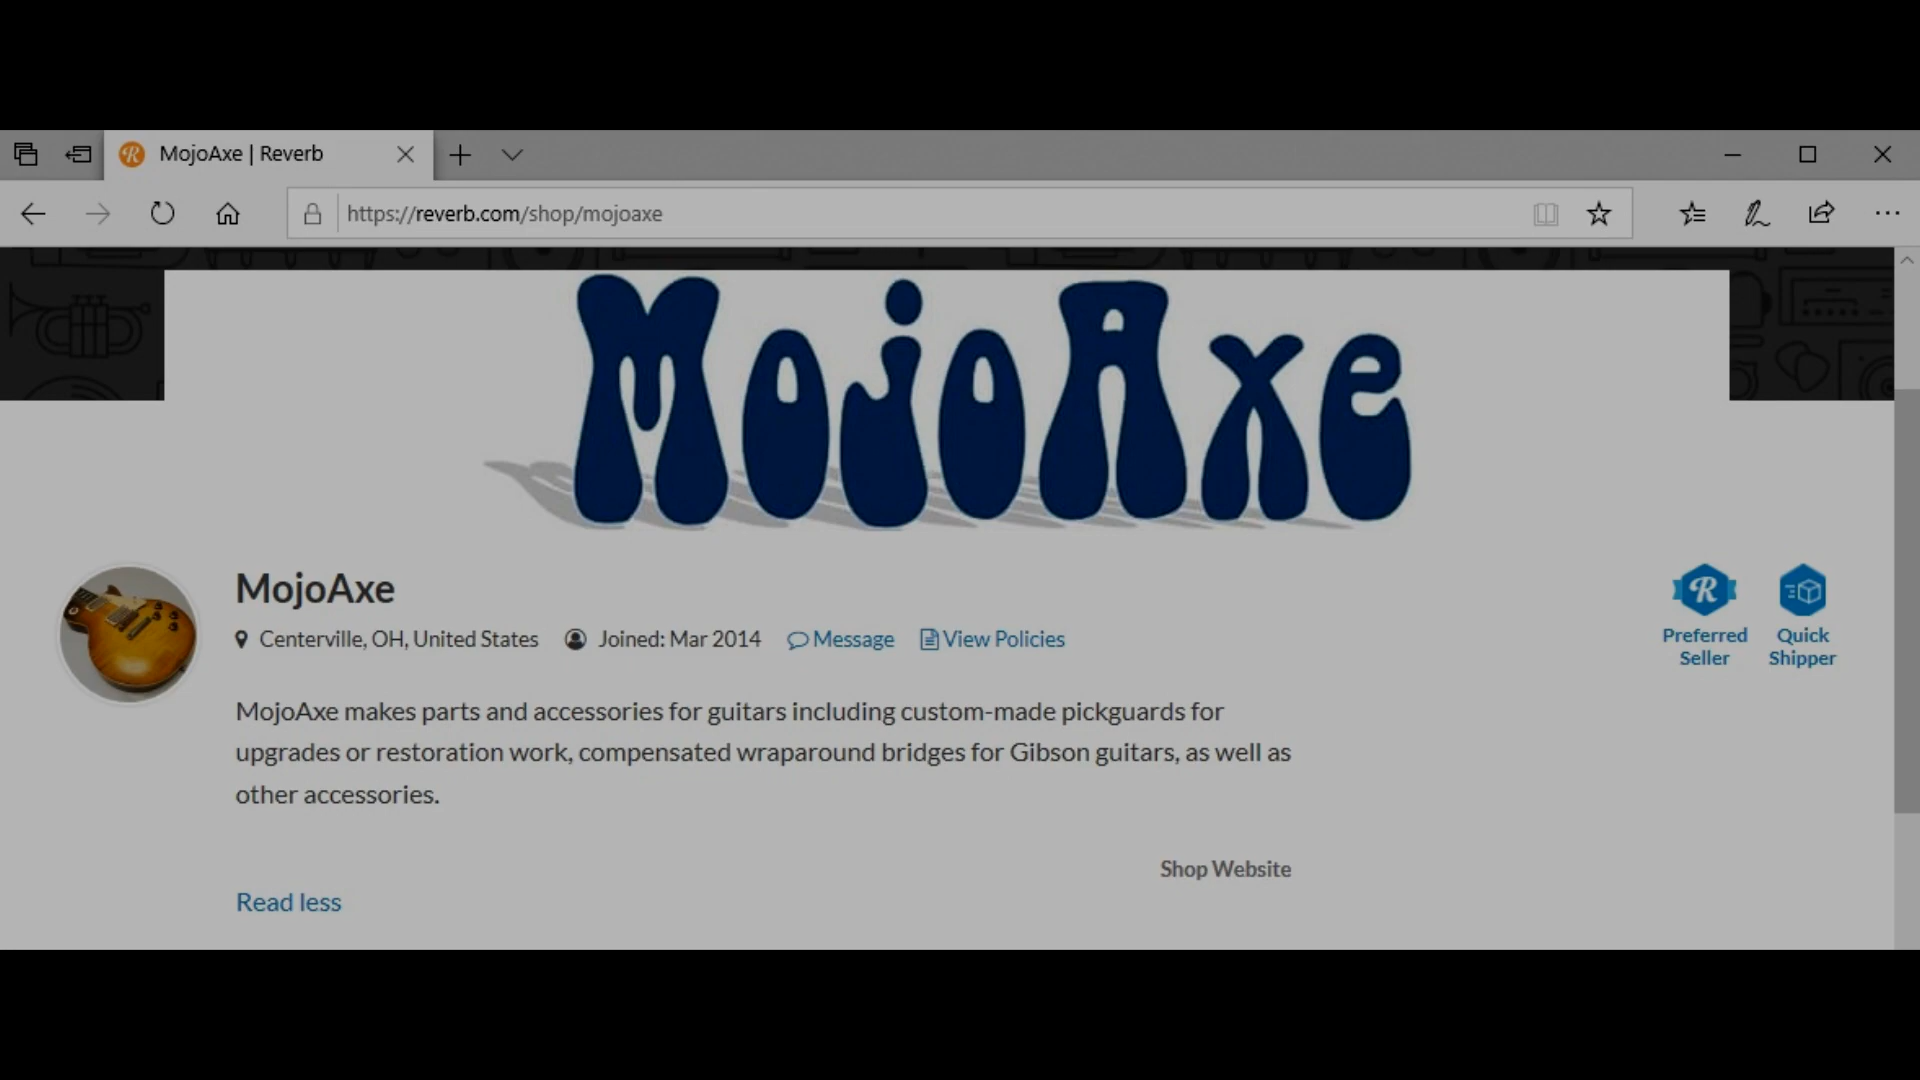 MojoAxe | Reverb
https://reverb.com/shop/mojoaxe
MojoAxe
MojoAxe
Centerville, OH, United States Joined: Mar 2014 Message View Policies
Preferred Seller
Quick Shipper
MojoAxe makes parts and accessories for guitars including custom-made pickguards for
upgrades or restoration work, compensated wraparound bridges for Gibson guitars, as well as
other accessories.
Shop Website
Read less